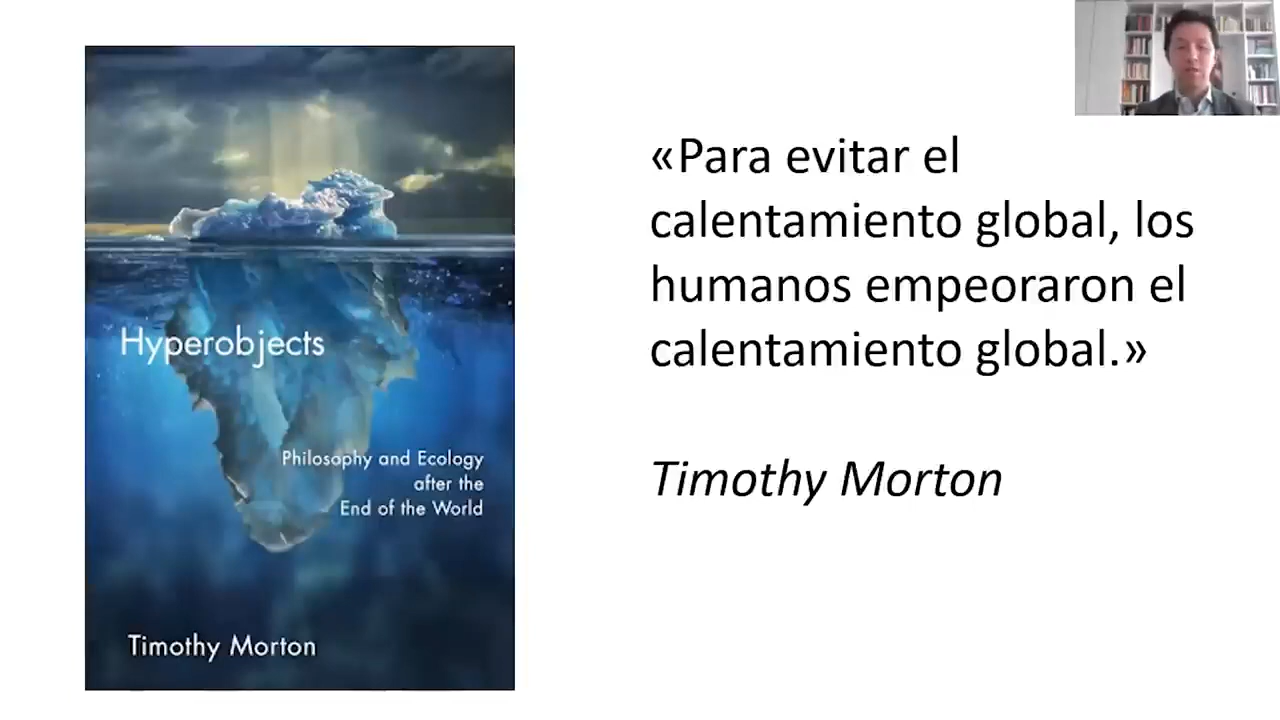 Hyperobjects
Philosophy and Ecology
after the
End of the World
Timothy Morton
«Para evitar el
calentamiento global, los
humanos empeoraron el
calentamiento global.»
Timothy Morton